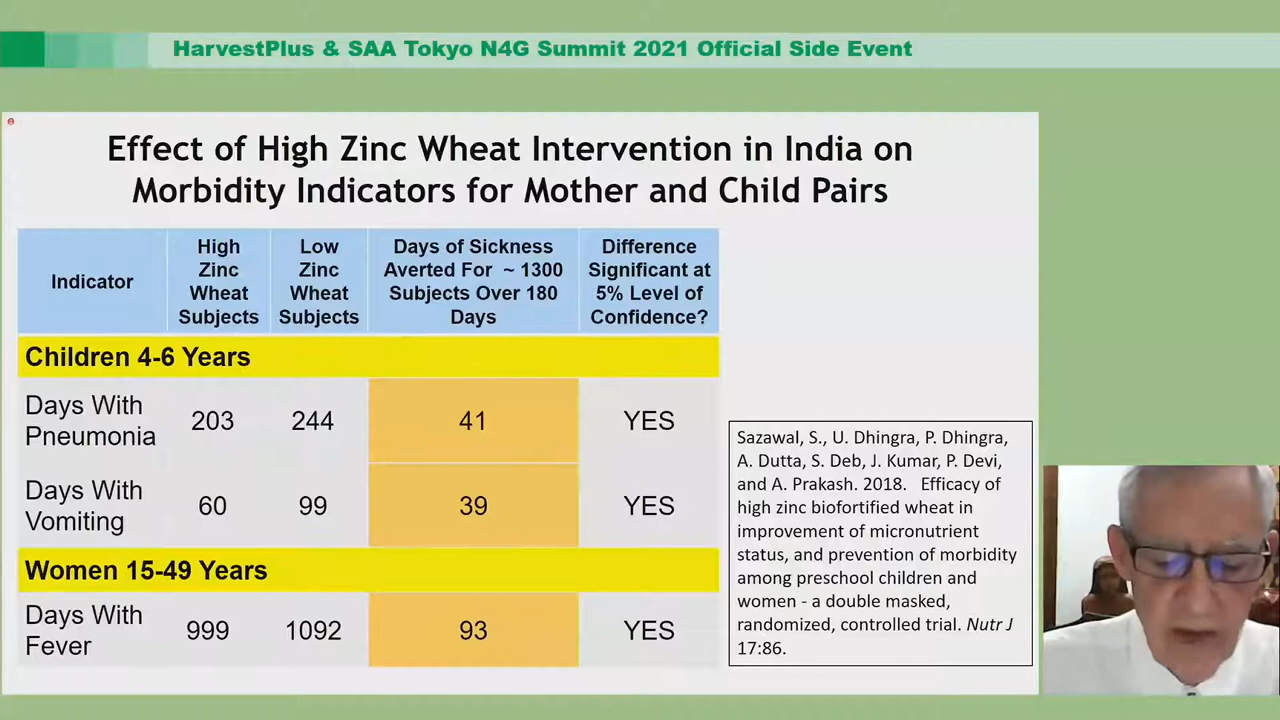 HarvestPlus & SAA Tokyo N4G Summit 2021 Official Side Event
Effect of High Zinc Wheat Intervention in India on
Morbidity Indicators for Mother and Child Pairs
Indicator
High
Zinc
Wheat
Subjects
Low
Zinc
Wheat
Subjects
Days of Sickness
Averted For ~ 1300
Subjects Over 180
Days
Difference
Significant at
5% Level of
Confidence?
Children 4-6 Years
Days With
Pneumonia
203
244
41
YES
Days With
Vomiting
60
99
39
YES
Women 15-49 Years
Days With
Fever
999
1092
93
YES
Sazawal, S., U. Dhingra, P. Dhingra,
A. Dutta, S. Deb, J. Kumar, P. Devi,
and A. Prakash. 2018. Efficacy of
high zinc biofortified wheat in
improvement of micronutrient
status, and prevention of morbidity
among preschool children and
women - a double masked,
randomized, controlled trial. Nutr J
17:86.